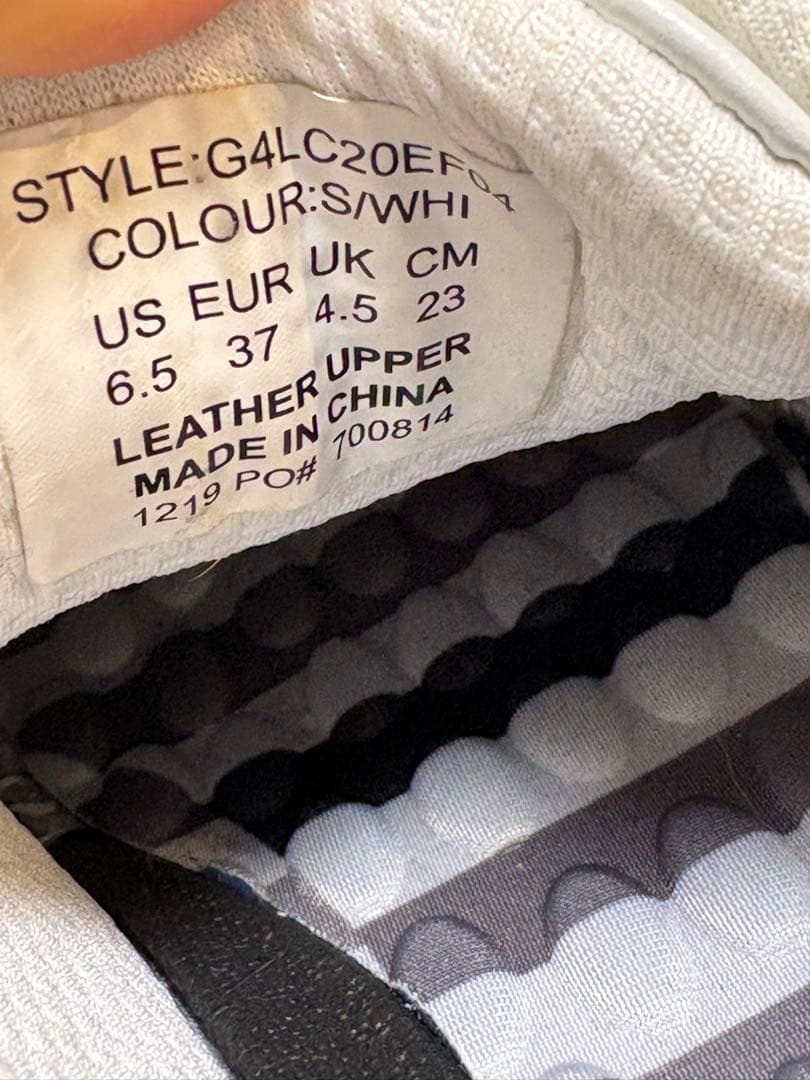 STYLE:G4LC20EF01
COLOUR:S/WHI
US EUR UK CM
6.5 37 4.5 23
LEATHER UPPER
MADE IN CHINA
1219 PO# 700814